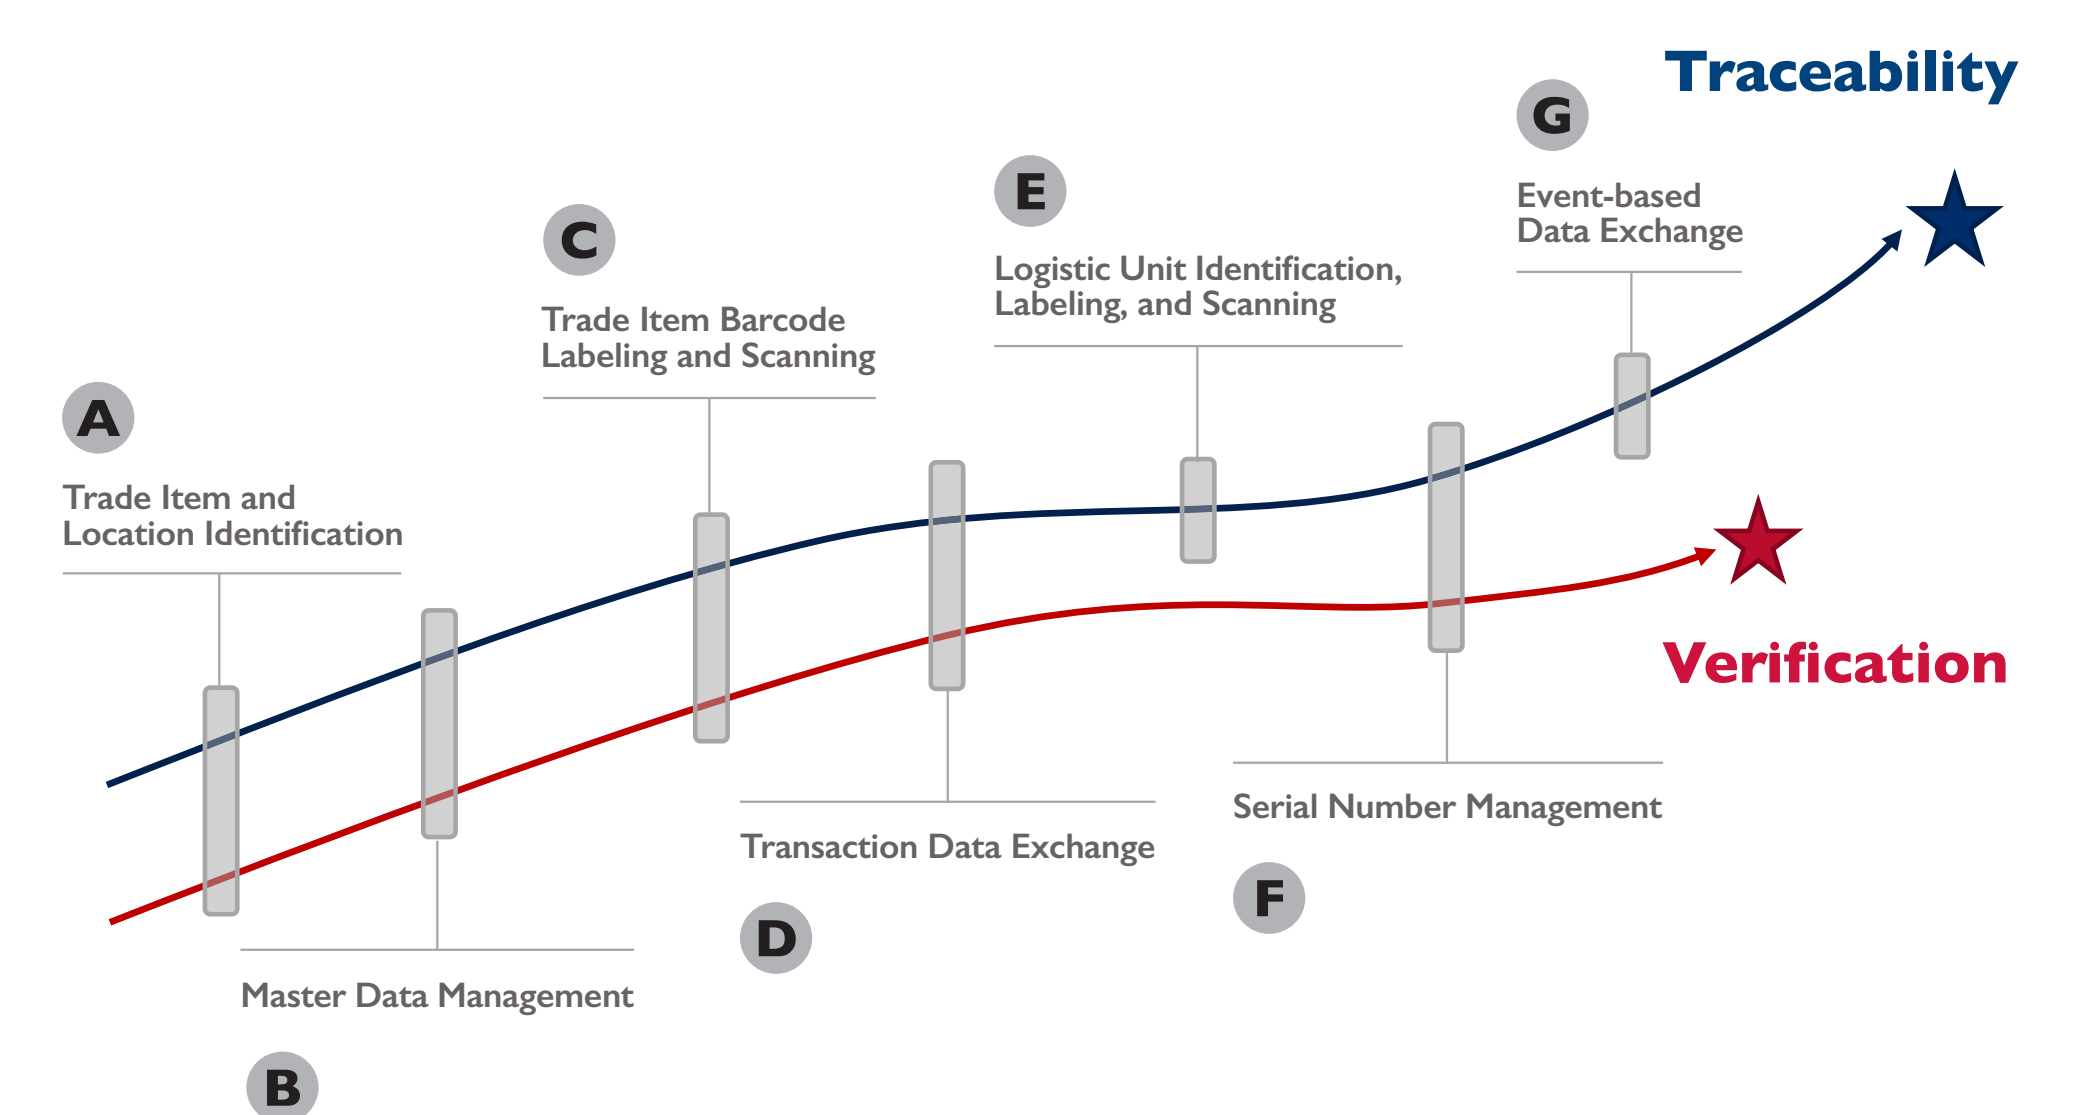 Traceability
G
Event-based
Data Exchange
E
Logistic Unit Identification,
Labeling, and Scanning
C
Trade Item Barcode
Labeling and Scanning
A
Trade Item and
Location Identification
Verification
Serial Number Management
F
Transaction Data Exchange
D
Master Data Management
B